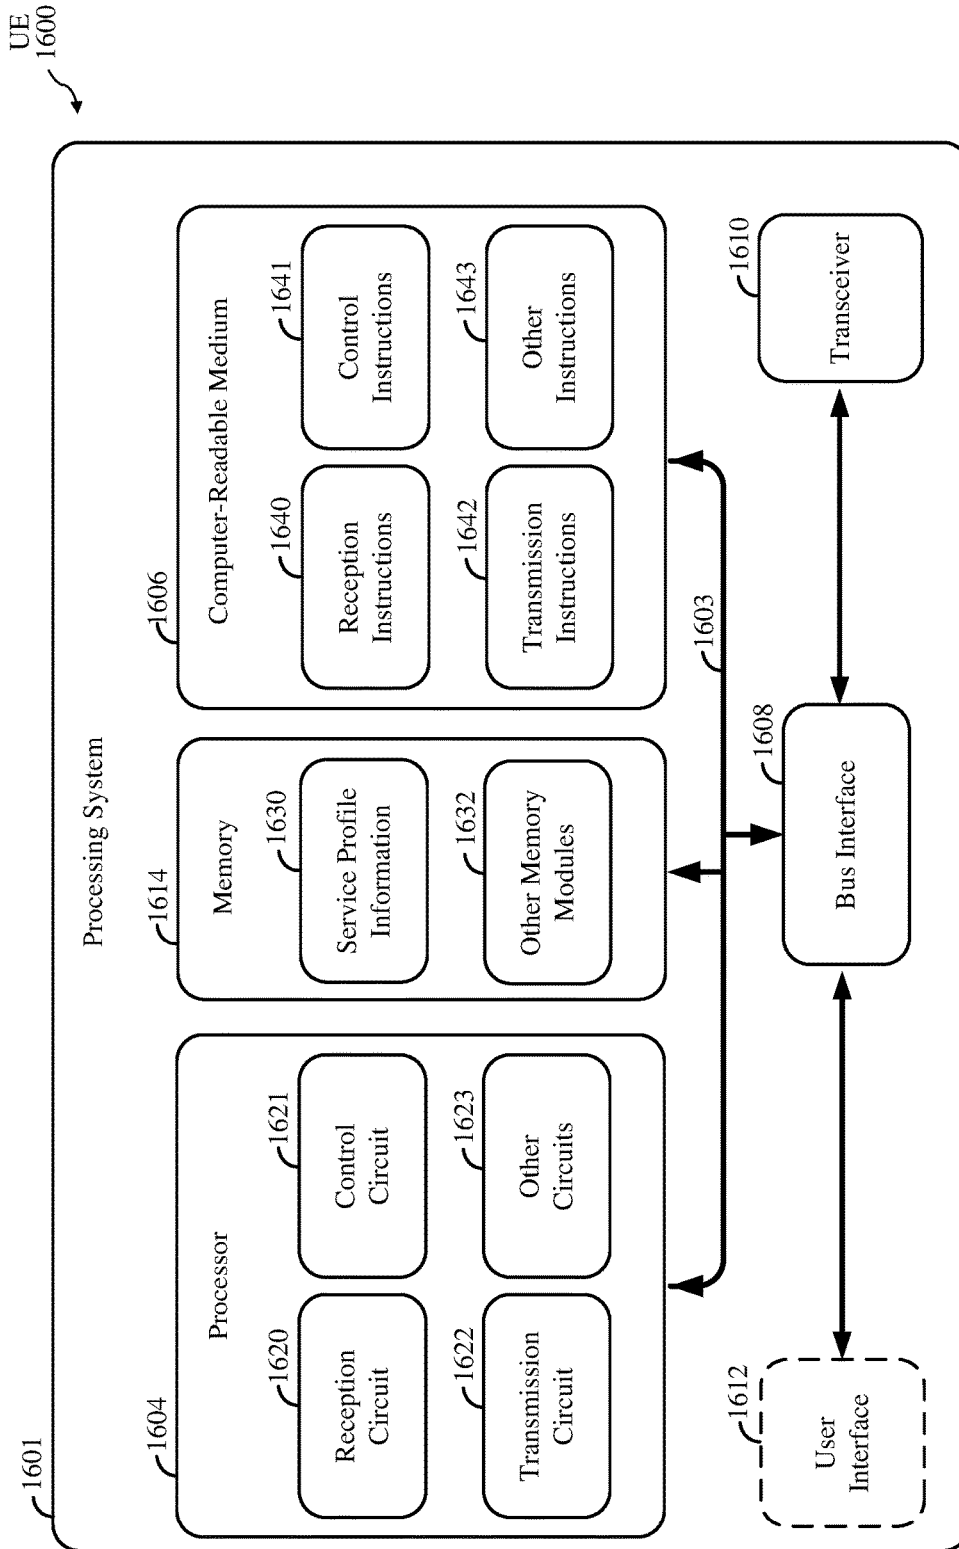 UE
1600
1601
Processing System
1604
Processor
1620
Reception
Circuit
1621
Control
Circuit
1622
Transmission
Circuit
1623
Other
Circuits
1614
Memory
1630
Service Profile
Information
1632
Other Memory
Modules
1606
Computer-Readable Medium
1640
Reception
Instructions
1641
Control
Instructions
1642
Transmission
Instructions
1643
Other
Instructions
1603
1612
User
Interface
1608
Bus Interface
1610
Transceiver